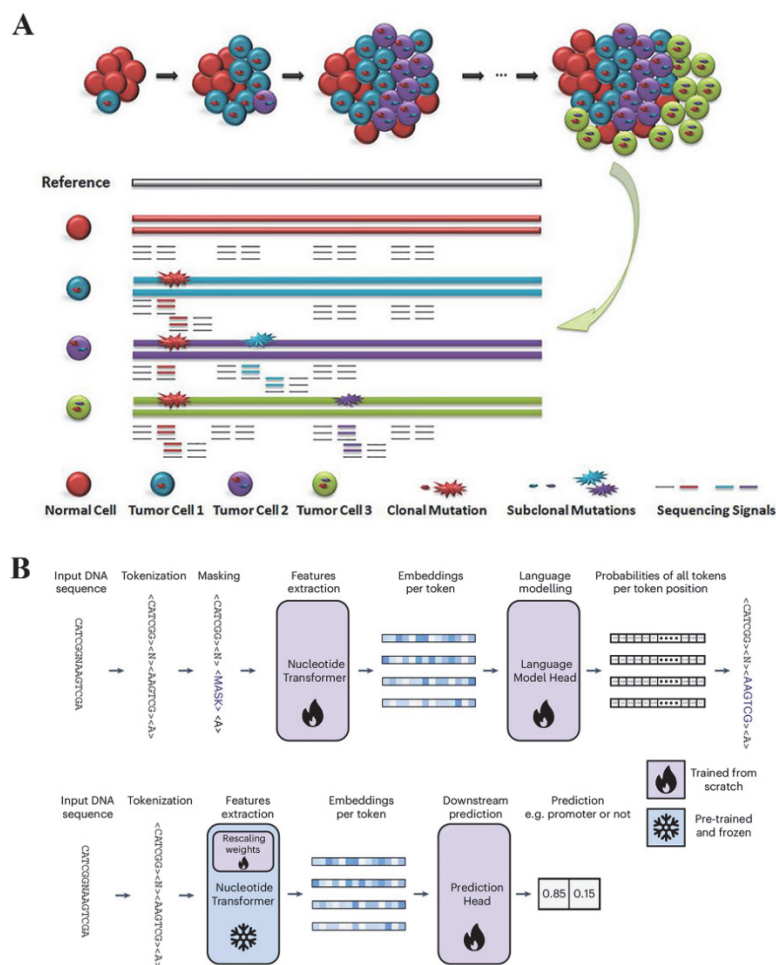 A
Reference
Normal Cell
Tumor Cell 1
Tumor Cell 2
Tumor Cell 3
Clonal Mutation
Subclonal Mutations
Sequencing Signals
B
Input DNA
sequence
Tokenization
Masking
Features
extraction
Embeddings
per token
Language
modelling
Probabilities of all tokens
per token position
CATCGGNAAGTCGA
<CATCGG><N><AAGTCG><A>
<CATCGG><N> <MASK> <A>
Nucleotide
Transformer
Language
Model Head
<CATCGG><N><AAGTCG><A>
Trained from
scratch
Pre-trained
and frozen
Input DNA
sequence
Tokenization
Features
extraction
Embeddings
per token
Downstream
prediction
Prediction
e.g. promoter or not
CATCGGNAAGTCGA
<CATCGG><N><AAGTCG><A>
Rescaling
weights
Nucleotide
Transformer
Prediction
Head
0.85 0.15